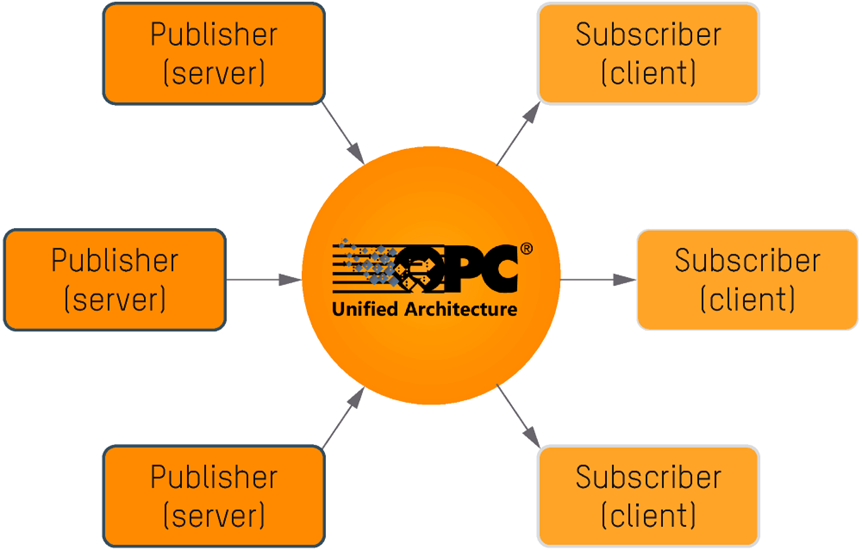 Publisher
(server)
Subscriber
(client)
Publisher
(server)
OPC®
Unified Architecture
Subscriber
(client)
Publisher
(server)
Subscriber
(client)